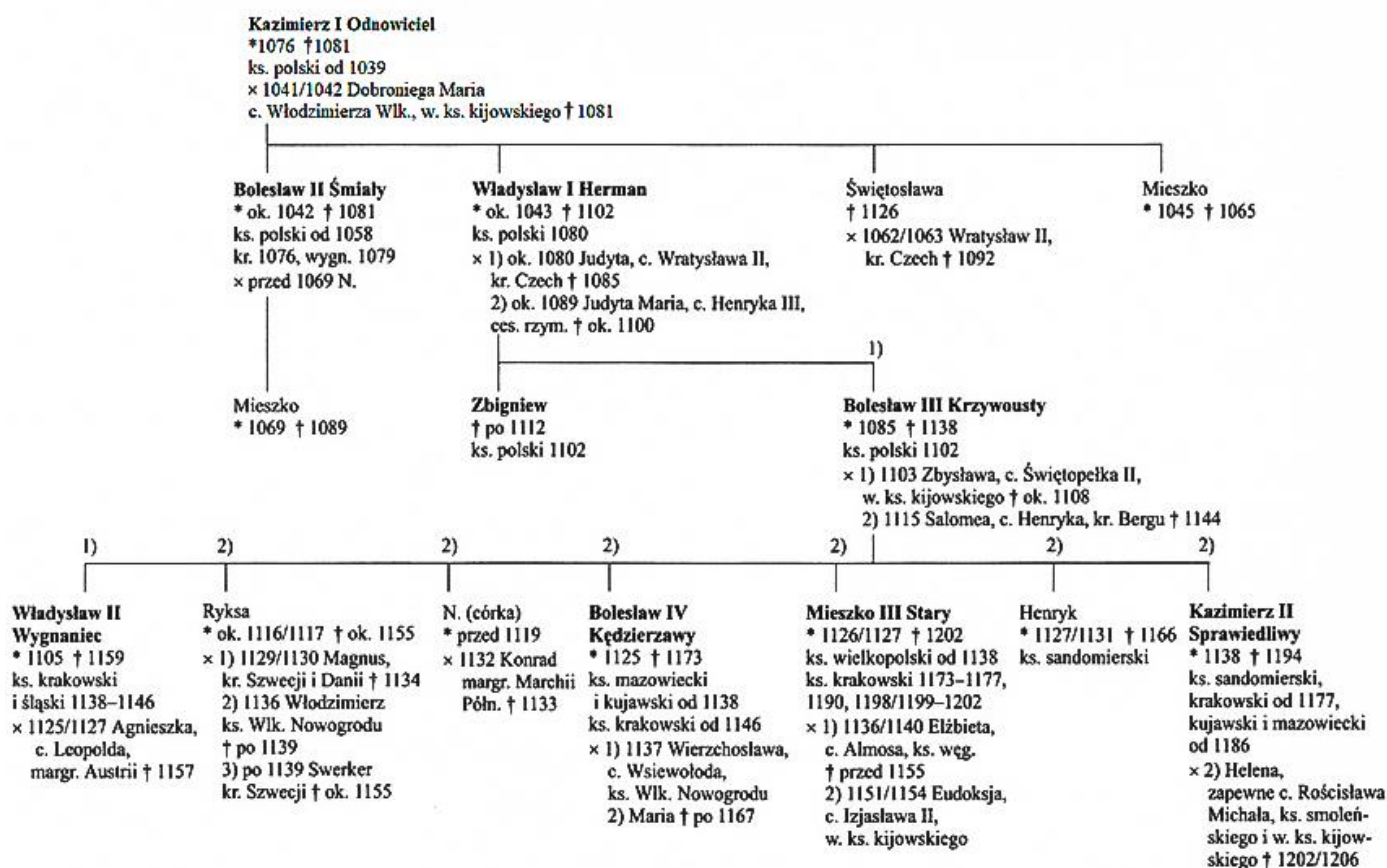 Kazimierz I Odnowiciel
*1076 †1081
ks. polski od 1039
× 1041/1042 Dobroniega Maria
c. Włodzimierza Wlk., w. ks. kijowskiego † 1081
Bolesław II Śmiały
* ok. 1042 † 1081
ks. polski od 1058
kr. 1076, wygn. 1079
× przed 1069 N.
Władysław I Herman
* ok. 1043 † 1102
ks. polski 1080
× 1) ok. 1080 Judyta, c. Wratysława II,
kr. Czech † 1085
2) ok. 1089 Judyta Maria, c. Henryka III,
ces. rzym. † ok. 1100
Świętosława
† 1126
× 1062/1063 Wratysław II,
kr. Czech † 1092
Mieszko
* 1045 † 1065
1)
Mieszko
* 1069 † 1089
Zbigniew
† po 1112
ks. polski 1102
Bolesław III Krzywousty
* 1085 † 1138
ks. polski 1102
× 1) 1103 Zbysława, c. Świętopełka II,
w. ks. kijowskiego † ok. 1108
2) 1115 Salomea, c. Henryka, kr. Bergu † 1144
1)
2)
2)
2)
2)
2)
2)
Władysław II
Wygnaniec
* 1105 † 1159
ks. krakowski
i śląski 1138–1146
× 1125/1127 Agnieszka,
c. Leopolda,
margr. Austrii † 1157
Ryksa
* ok. 1116/1117 † ok. 1155
× 1) 1129/1130 Magnus,
kr. Szwecji i Danii † 1134
2) 1136 Włodzimierz
ks. Wlk. Nowogrodu
† po 1139
3) po 1139 Swerker
kr. Szwecji † ok. 1155
N. (córka)
* przed 1119
× 1132 Konrad
margr. Marchii
Półn. † 1133
Bolesław IV
Kędzierzawy
* 1125 † 1173
ks. mazowiecki
i kujawski od 1138
ks. krakowski od 1146
× 1) 1137 Wierzchosława,
c. Wsiewołoda,
ks. Wlk. Nowogrodu
2) Maria † po 1167
Mieszko III Stary
* 1126/1127 † 1202
ks. wielkopolski od 1138
ks. krakowski 1173–1177,
1190, 1198/1199–1202
× 1) 1136/1140 Elżbieta,
c. Almosa, ks. węg.
† przed 1155
2) 1151/1154 Eudoksja,
c. Izjasława II,
w. ks. kijowskiego
Henryk
* 1127/1131 † 1166
ks. sandomierski
Kazimierz II
Sprawiedliwy
* 1138 † 1194
ks. sandomierski,
krakowski od 1177,
kujawski i mazowiecki
od 1186
× 2) Helena,
zapewne c. Rościsława
Michała, ks. smoleń-
skiego i w. ks. kijow-
skiego † 1202/1206